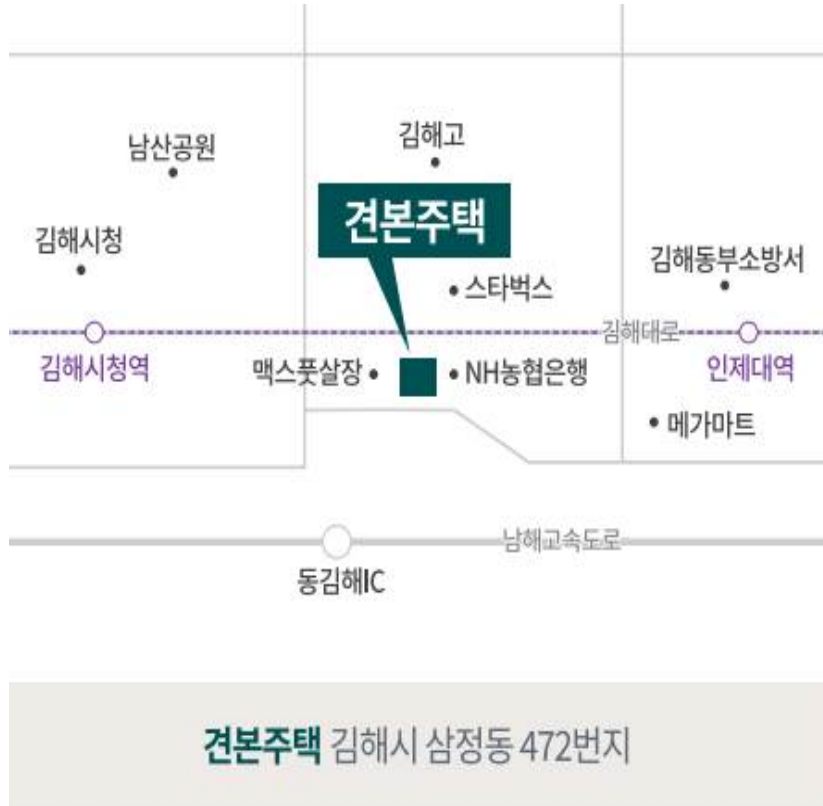 남산공원
김해고
견본주택
김해시청
스타벅스
김해동부소방서
김해대로
김해시청역
맥스풋살장
NH농협은행
인제대역
메가마트
남해고속도로
동김해IC
견본주택 김해시 삼정동 472번지